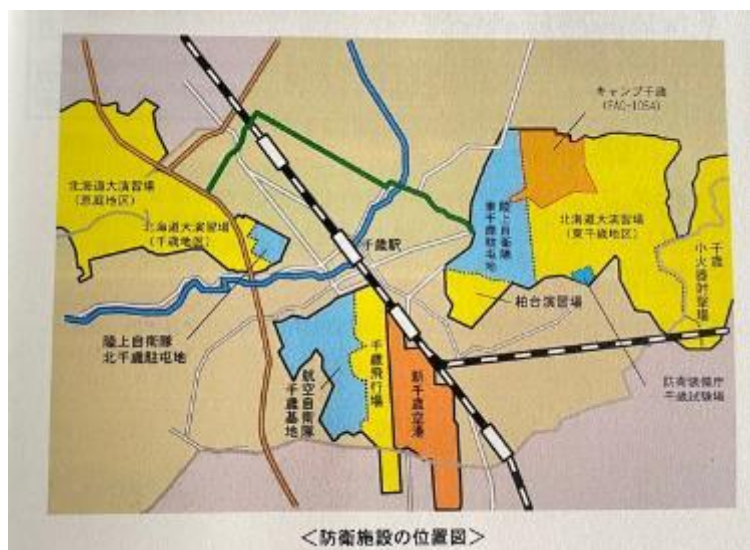 キャンプ千歳
(FAC-1054)
北海道大演習場
(恵庭地区)
北海道大演習場
(千歳地区)
陸上自衛隊
東千歳駐屯地
北海道大演習場
(東千歳地区)
千歳
小火器射撃場
千歳駅
柏台演習場
陸上自衛隊
北千歳駐屯地
航空自衛隊
千歳基地
千歳飛行場
新千歳空港
防衛装備庁
千歳試験場
<防衛施設の位置図>